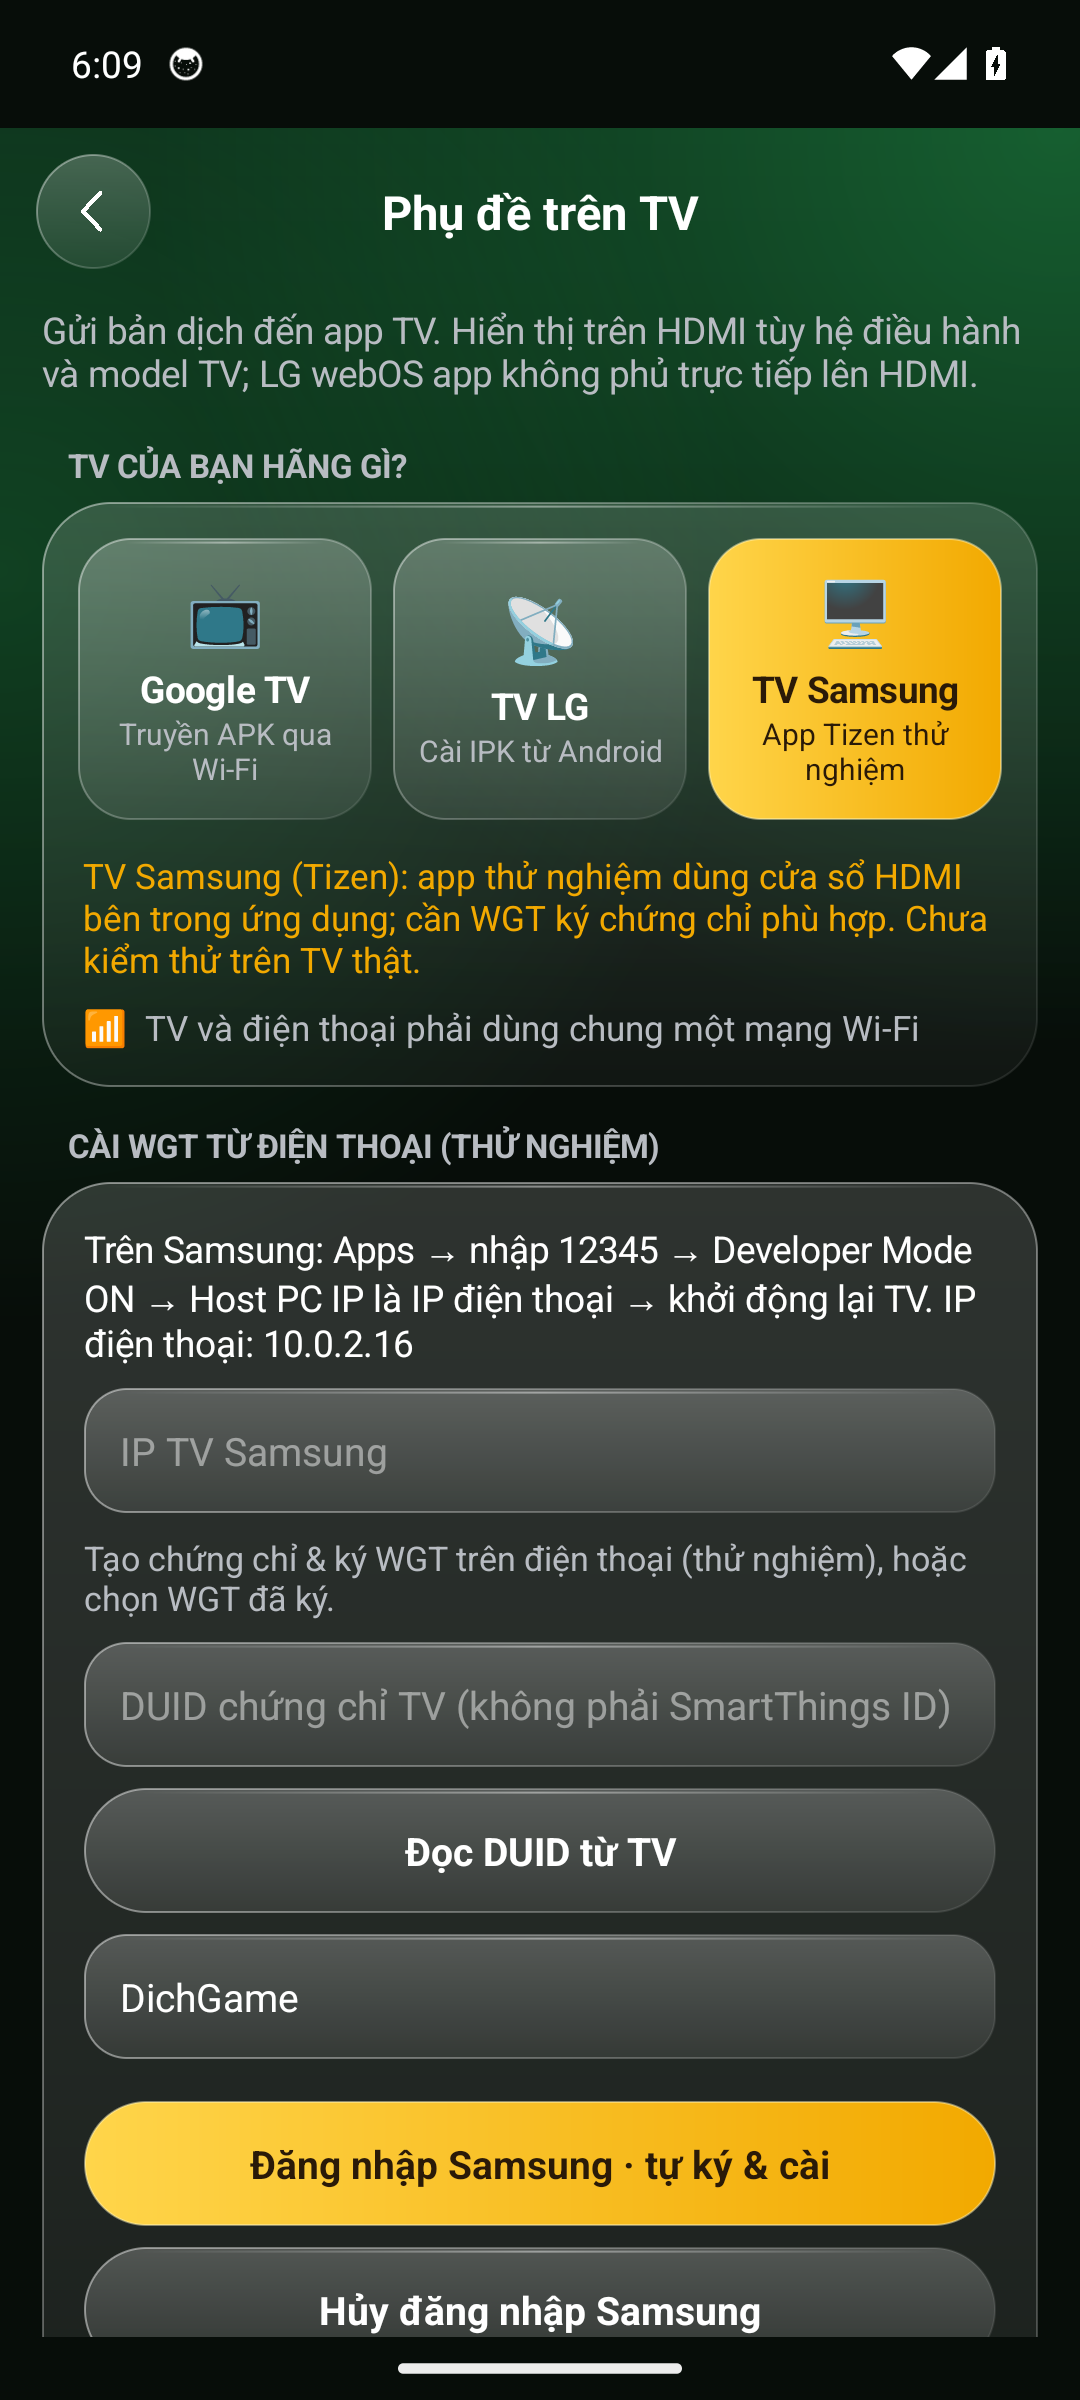 6:09
Phụ đề trên TV
Gửi bản dịch đến app TV. Hiển thị trên HDMI tùy hệ điều hành
và model TV; LG webOS app không phủ trực tiếp lên HDMI.
TV CỦA BẠN HÃNG GÌ?
Google TV
Truyền APK qua
Wi-Fi
TV LG
Cài IPK từ Android
TV Samsung
App Tizen thử
nghiệm
TV Samsung (Tizen): app thử nghiệm dùng cửa sổ HDMI
bên trong ứng dụng; cần WGT ký chứng chỉ phù hợp. Chưa
kiểm thử trên TV thật.
TV và điện thoại phải dùng chung một mạng Wi-Fi
CÀI WGT TỪ ĐIỆN THOẠI (THỬ NGHIỆM)
Trên Samsung: Apps → nhập 12345 → Developer Mode
ON → Host PC IP là IP điện thoại → khởi động lại TV. IP
điện thoại: 10.0.2.16
IP TV Samsung
Tạo chứng chỉ & ký WGT trên điện thoại (thử nghiệm), hoặc
chọn WGT đã ký.
DUID chứng chỉ TV (không phải SmartThings ID)
Đọc DUID từ TV
DichGame
Đăng nhập Samsung · tự ký & cài
Hủy đăng nhập Samsung